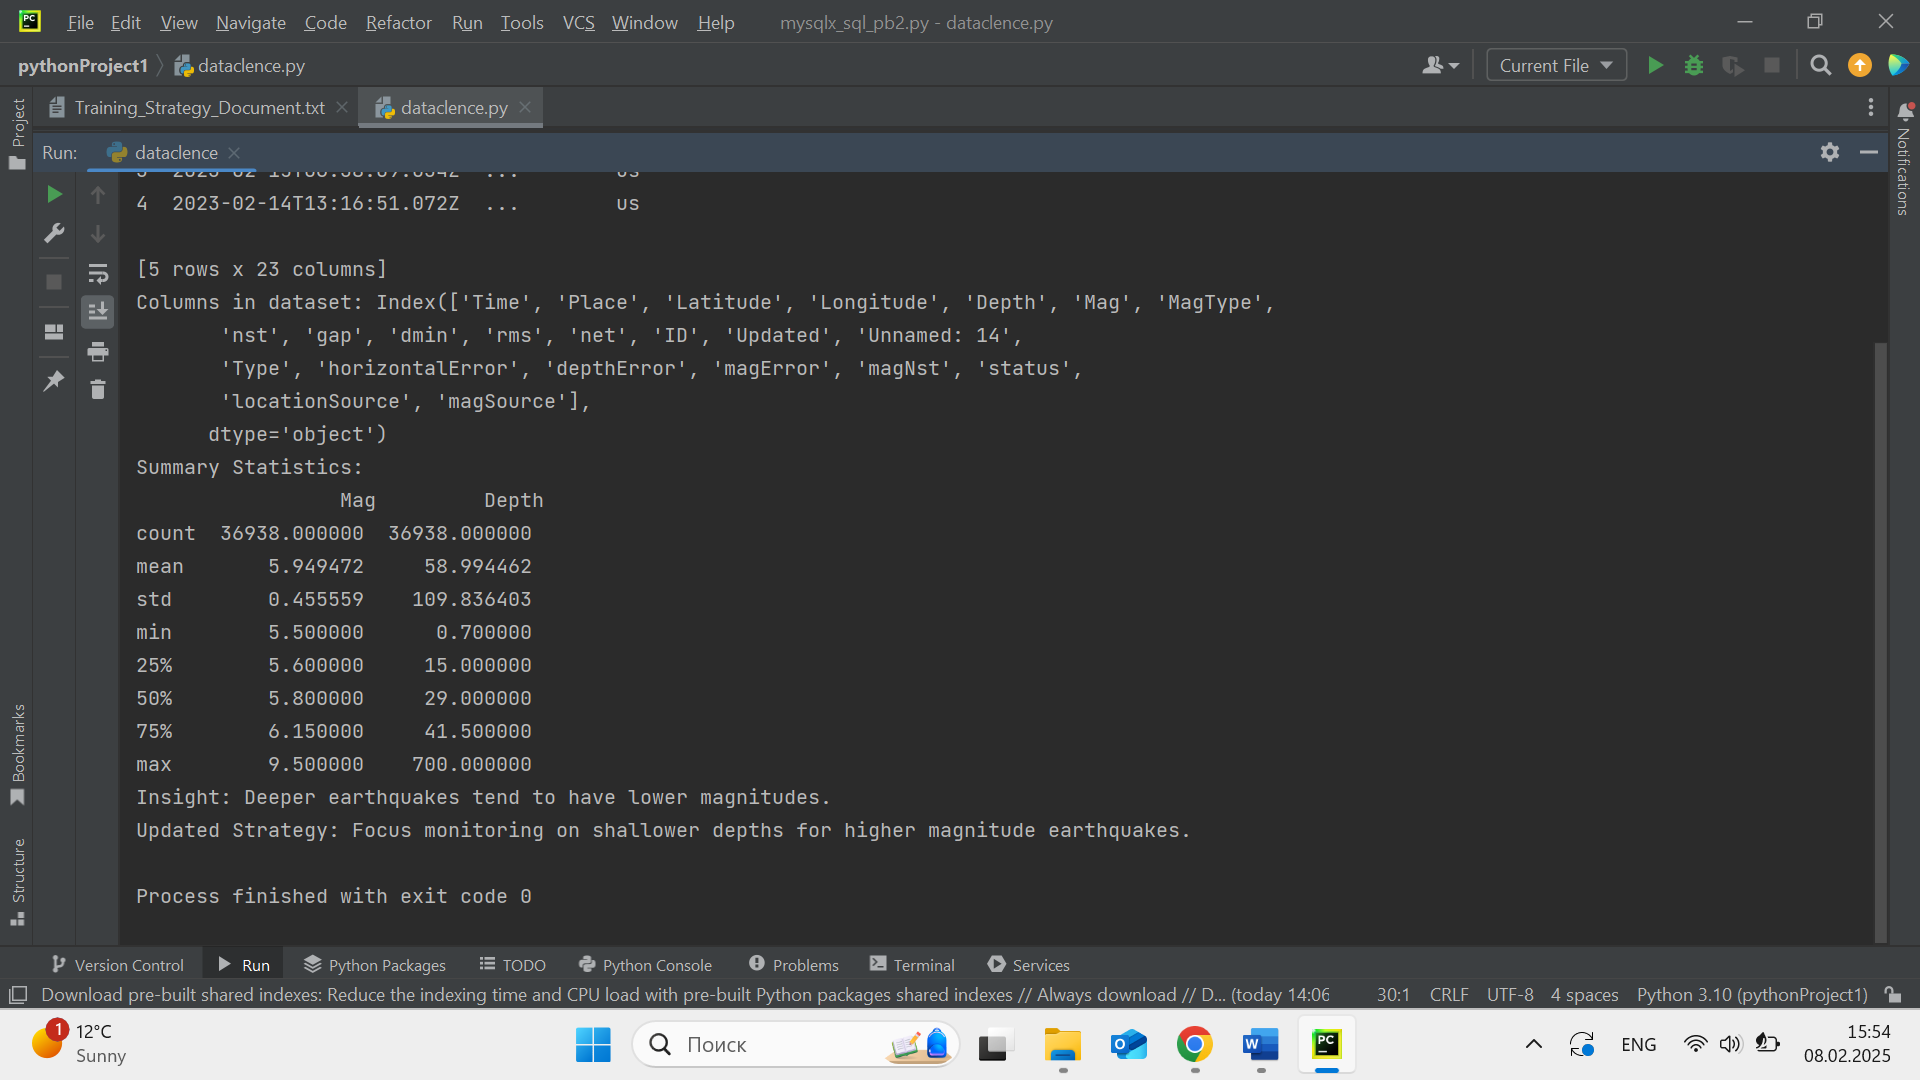 File Edit View Navigate Code Refactor Run Tools VCS Window Help mysqlx_sql_pb2.py - dataclence.py
pythonProject1 dataclence.py Current File
Training_Strategy_Document.txt dataclence.py
Project
Notifications
Run: dataclence
4 2023-02-14T13:16:51.072Z ... us
[5 rows x 23 columns]
Columns in dataset: Index(['Time', 'Place', 'Latitude', 'Longitude', 'Depth', 'Mag', 'MagType',
'nst', 'gap', 'dmin', 'rms', 'net', 'ID', 'Updated', 'Unnamed: 14',
'Type', 'horizontalError', 'depthError', 'magError', 'magNst', 'status',
'locationSource', 'magSource'],
dtype='object')
Summary Statistics:
Mag Depth
count 36938.000000 36938.000000
mean 5.949472 58.994462
std 0.455559 109.836403
min 5.500000 0.700000
25% 5.600000 15.000000
50% 5.800000 29.000000
75% 6.150000 41.500000
max 9.500000 700.000000
Insight: Deeper earthquakes tend to have lower magnitudes.
Updated Strategy: Focus monitoring on shallower depths for higher magnitude earthquakes.
Process finished with exit code 0
Bookmarks
Structure
Version Control Run Python Packages TODO Python Console Problems Terminal Services
Download pre-built shared indexes: Reduce the indexing time and CPU load with pre-built Python packages shared indexes // Always download // D... (today 14:06 30:1 CRLF UTF-8 4 spaces Python 3.10 (pythonProject1)
1 12°C
Sunny
Поиск
ENG
15:54
08.02.2025